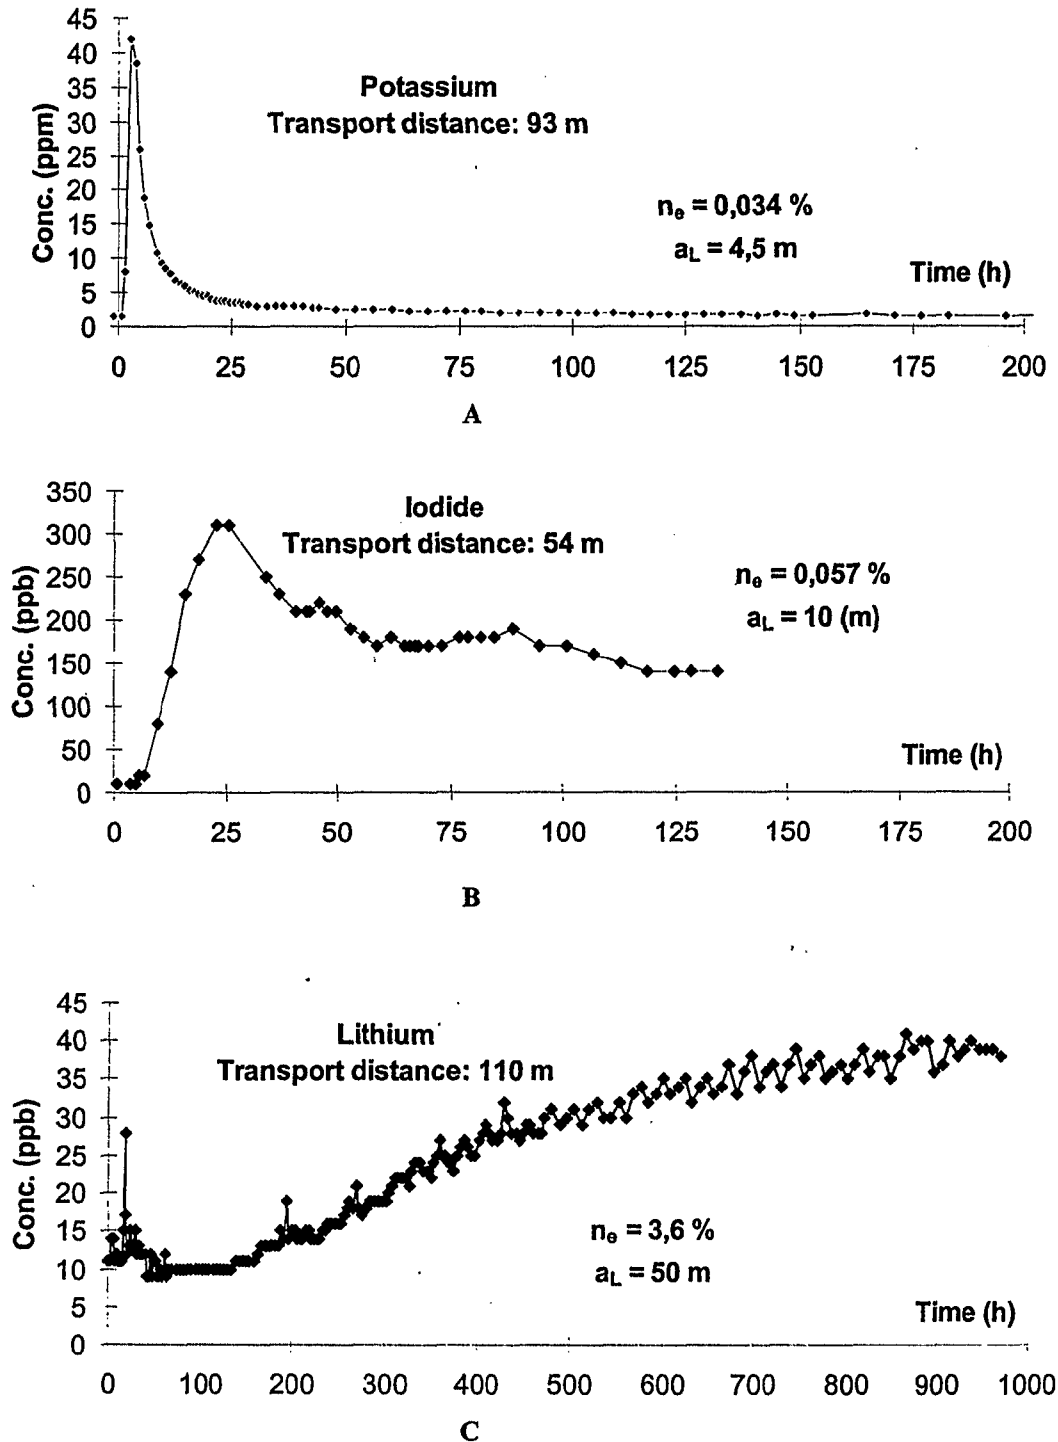 45
40
35
30
25
20
15
10
5
0
Conc. (ppm)
Potassium
Transport distance: 93 m
nₑ = 0,034 %
a_L = 4,5 m
Time (h)
0 25 50 75 100 125 150 175 200
A
350
300
250
200
150
100
50
0
Conc. (ppb)
Iodide
Transport distance: 54 m
nₑ = 0,057 %
a_L = 10 (m)
Time (h)
0 25 50 75 100 125 150 175 200
B
45
40
35
30
25
20
15
10
5
0
Conc. (ppb)
Lithium
Transport distance: 110 m
nₑ = 3,6 %
a_L = 50 m
Time (h)
0 100 200 300 400 500 600 700 800 900 1000
C